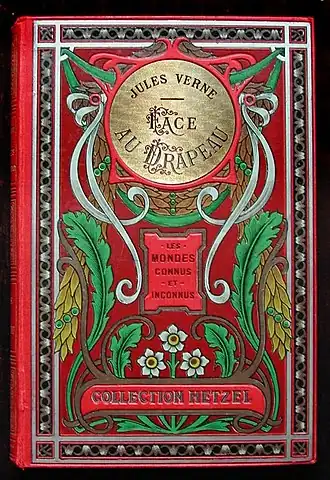 JULES VERNE
FACE
AU DRAPEAU
LES
MONDES
CONNUS
ET
INCONNUS
COLLECTION HETZEL